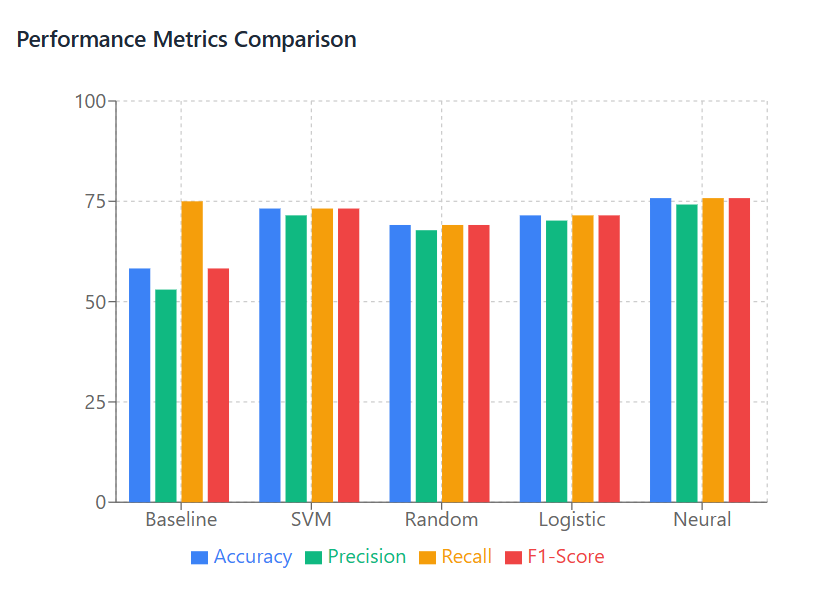 Performance Metrics Comparison
100
75
50
25
0
Baseline SVM Random Logistic Neural
Accuracy Precision Recall F1-Score